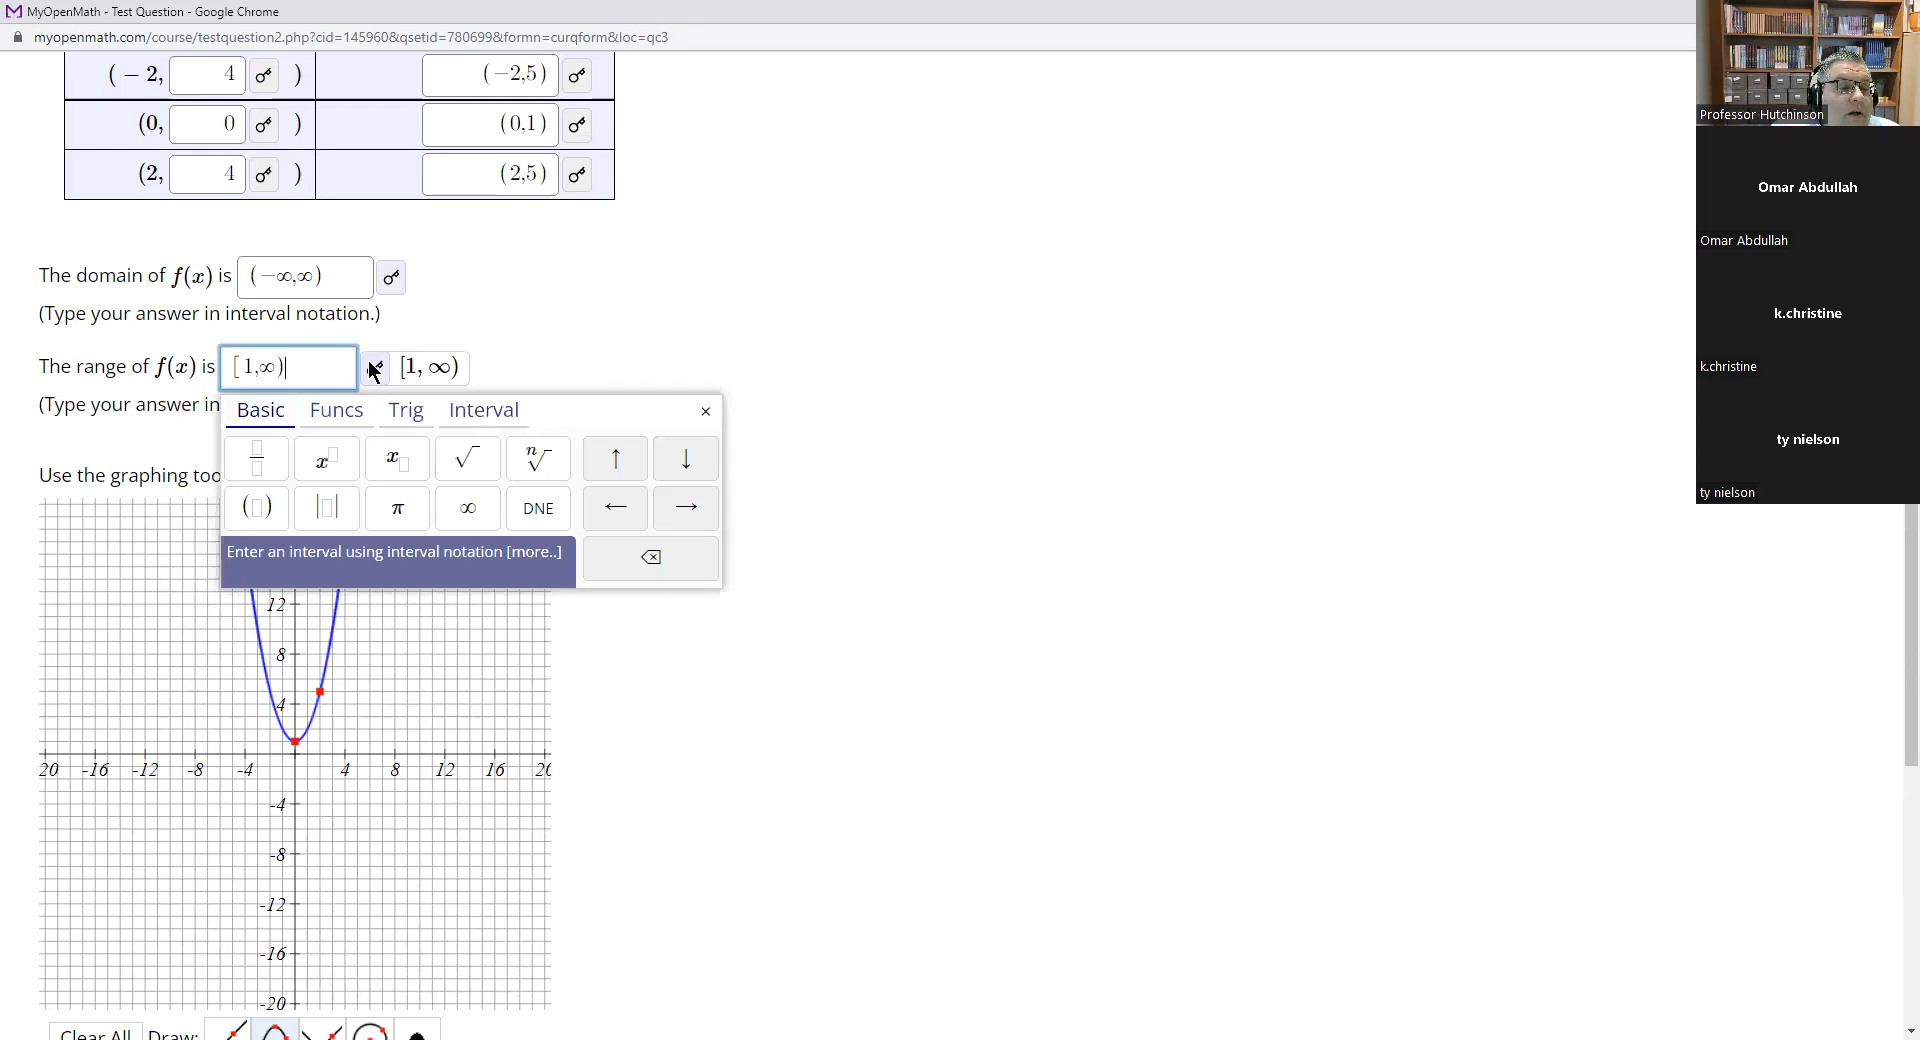 MyOpenMath - Test Question - Google Chrome
myopenmath.com/course/testquestion2.php?cid=145960&qsetid=780699&formn=curqform&loc=qc3
(-2, 4 ) (-2,5)
(0, 0 ) (0,1)
(2, 4 ) (2,5)
The domain of f(x) is (-∞,∞)
(Type your answer in interval notation.)
The range of f(x) is [1,∞) [1, ∞)
(Type your answer in
Basic Funcs Trig Interval ×
x x √ n√ ↑ ↓
( ) | | π ∞ DNE ← →
Enter an interval using interval notation [more..]
Use the graphing too
12
8
4
20 -16 -12 -8 -4 4 8 12 16 20
-4
-8
-12
-16
-20
Clear All Draw:
Professor Hutchinson
Omar Abdullah
Omar Abdullah
k.christine
k.christine
ty nielson
ty nielson